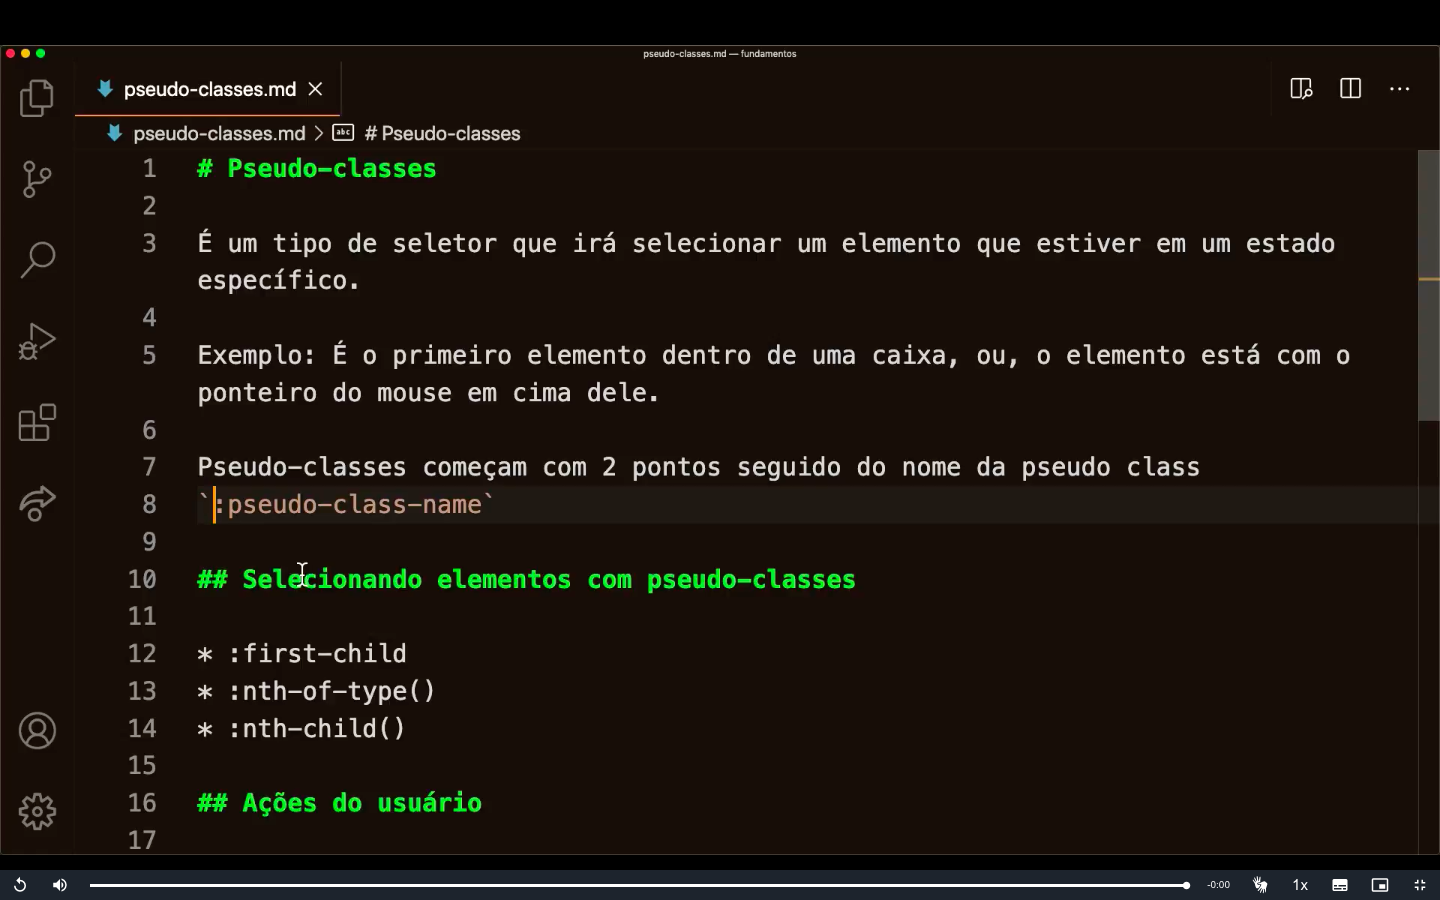 pseudo-classes.md — fundamentos
pseudo-classes.md
pseudo-classes.md > abc # Pseudo-classes
1 # Pseudo-classes
2
3 É um tipo de seletor que irá selecionar um elemento que estiver em um estado
específico.
4
5 Exemplo: É o primeiro elemento dentro de uma caixa, ou, o elemento está com o
ponteiro do mouse em cima dele.
6
7 Pseudo-classes começam com 2 pontos seguido do nome da pseudo class
8 `:pseudo-class-name`
9
10 ## Selecionando elementos com pseudo-classes
11
12 * :first-child
13 * :nth-of-type()
14 * :nth-child()
15
16 ## Ações do usuário
17
-0:00 1x